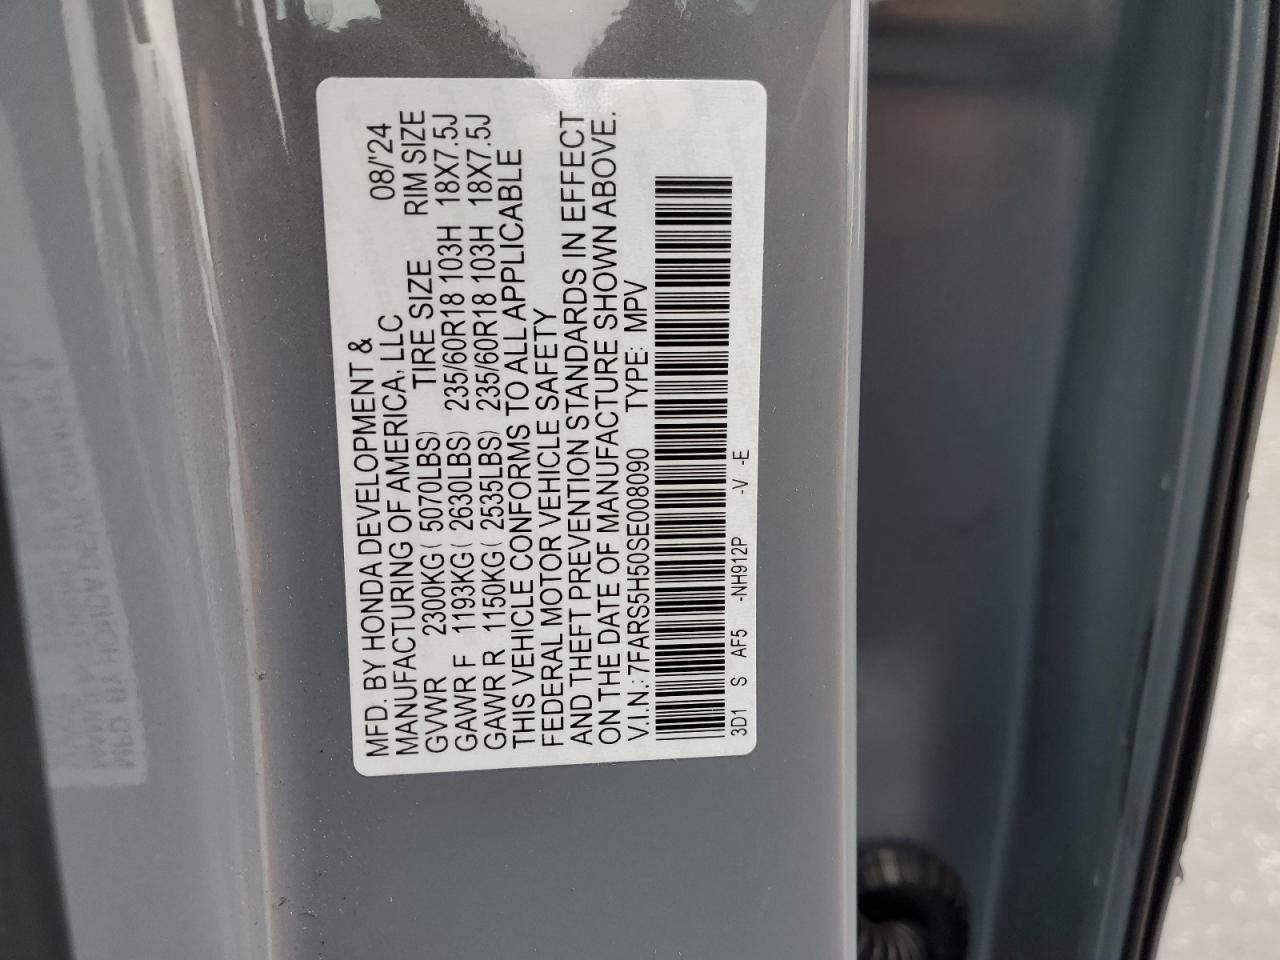 MFD. BY HONDA DEVELOPMENT &
MANUFACTURING OF AMERICA, LLC 08/'24
TIRE SIZE RIM SIZE
GVWR 2300KG( 5070LBS)
GAWR F 1193KG( 2630LBS) 235/60R18 103H 18X7.5J
GAWR R 1150KG( 2535LBS) 235/60R18 103H 18X7.5J
THIS VEHICLE CONFORMS TO ALL APPLICABLE
FEDERAL MOTOR VEHICLE SAFETY
AND THEFT PREVENTION STANDARDS IN EFFECT
ON THE DATE OF MANUFACTURE SHOWN ABOVE.
V.I.N.: 7FARS5H50SE008090 TYPE: MPV
3D1 S AF5 -NH912P -V -E